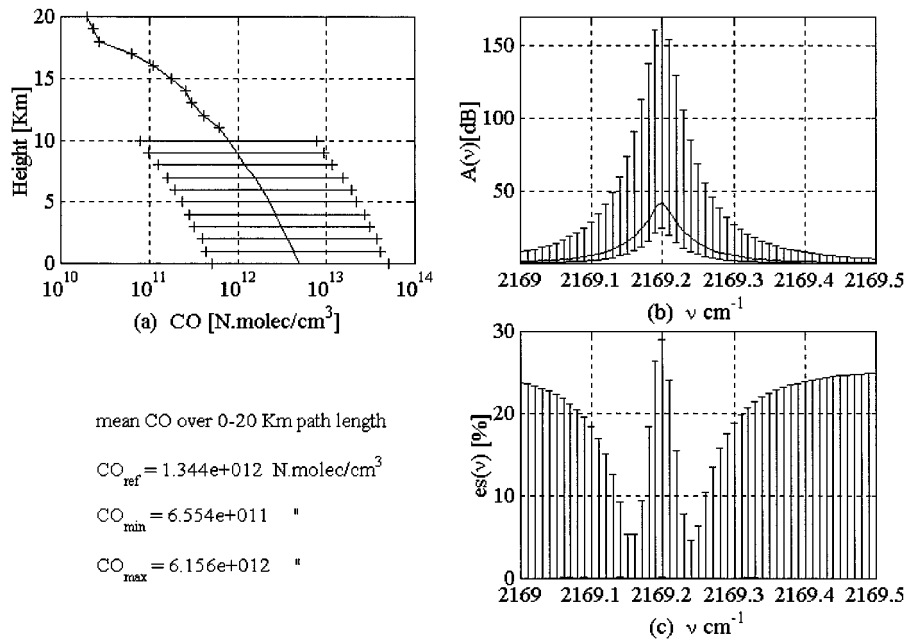 20
15
10
5
0
Height [Km]
10^10 10^11 10^12 10^13 10^14
(a) CO [N.molec/cm^3]
150
100
50
A(ν)[dB]
2169 2169.1 2169.2 2169.3 2169.4 2169.5
(b) ν cm^-1
30
20
10
0
es(ν) [%]
2169 2169.1 2169.2 2169.3 2169.4 2169.5
(c) ν cm^-1
mean CO over 0-20 Km path length
CO_ref = 1.344e+012 N.molec/cm^3
CO_min = 6.554e+011 "
CO_max = 6.156e+012 "